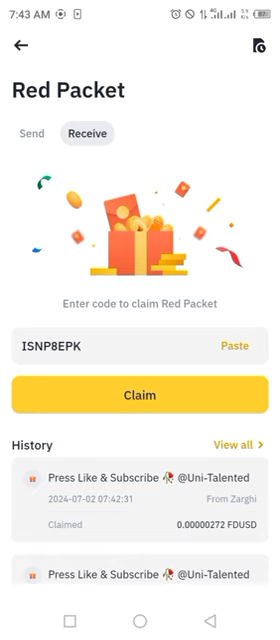 7:43 AM
Red Packet
Send Receive
Enter code to claim Red Packet
ISNP8EPK Paste
Claim
History View all >
Press Like & Subscribe 🥀 @Uni-Talented
2024-07-02 07:42:31 From Zarghi
Claimed 0.00000272 FDUSD
Press Like & Subscribe 🥀 @Uni-Talented